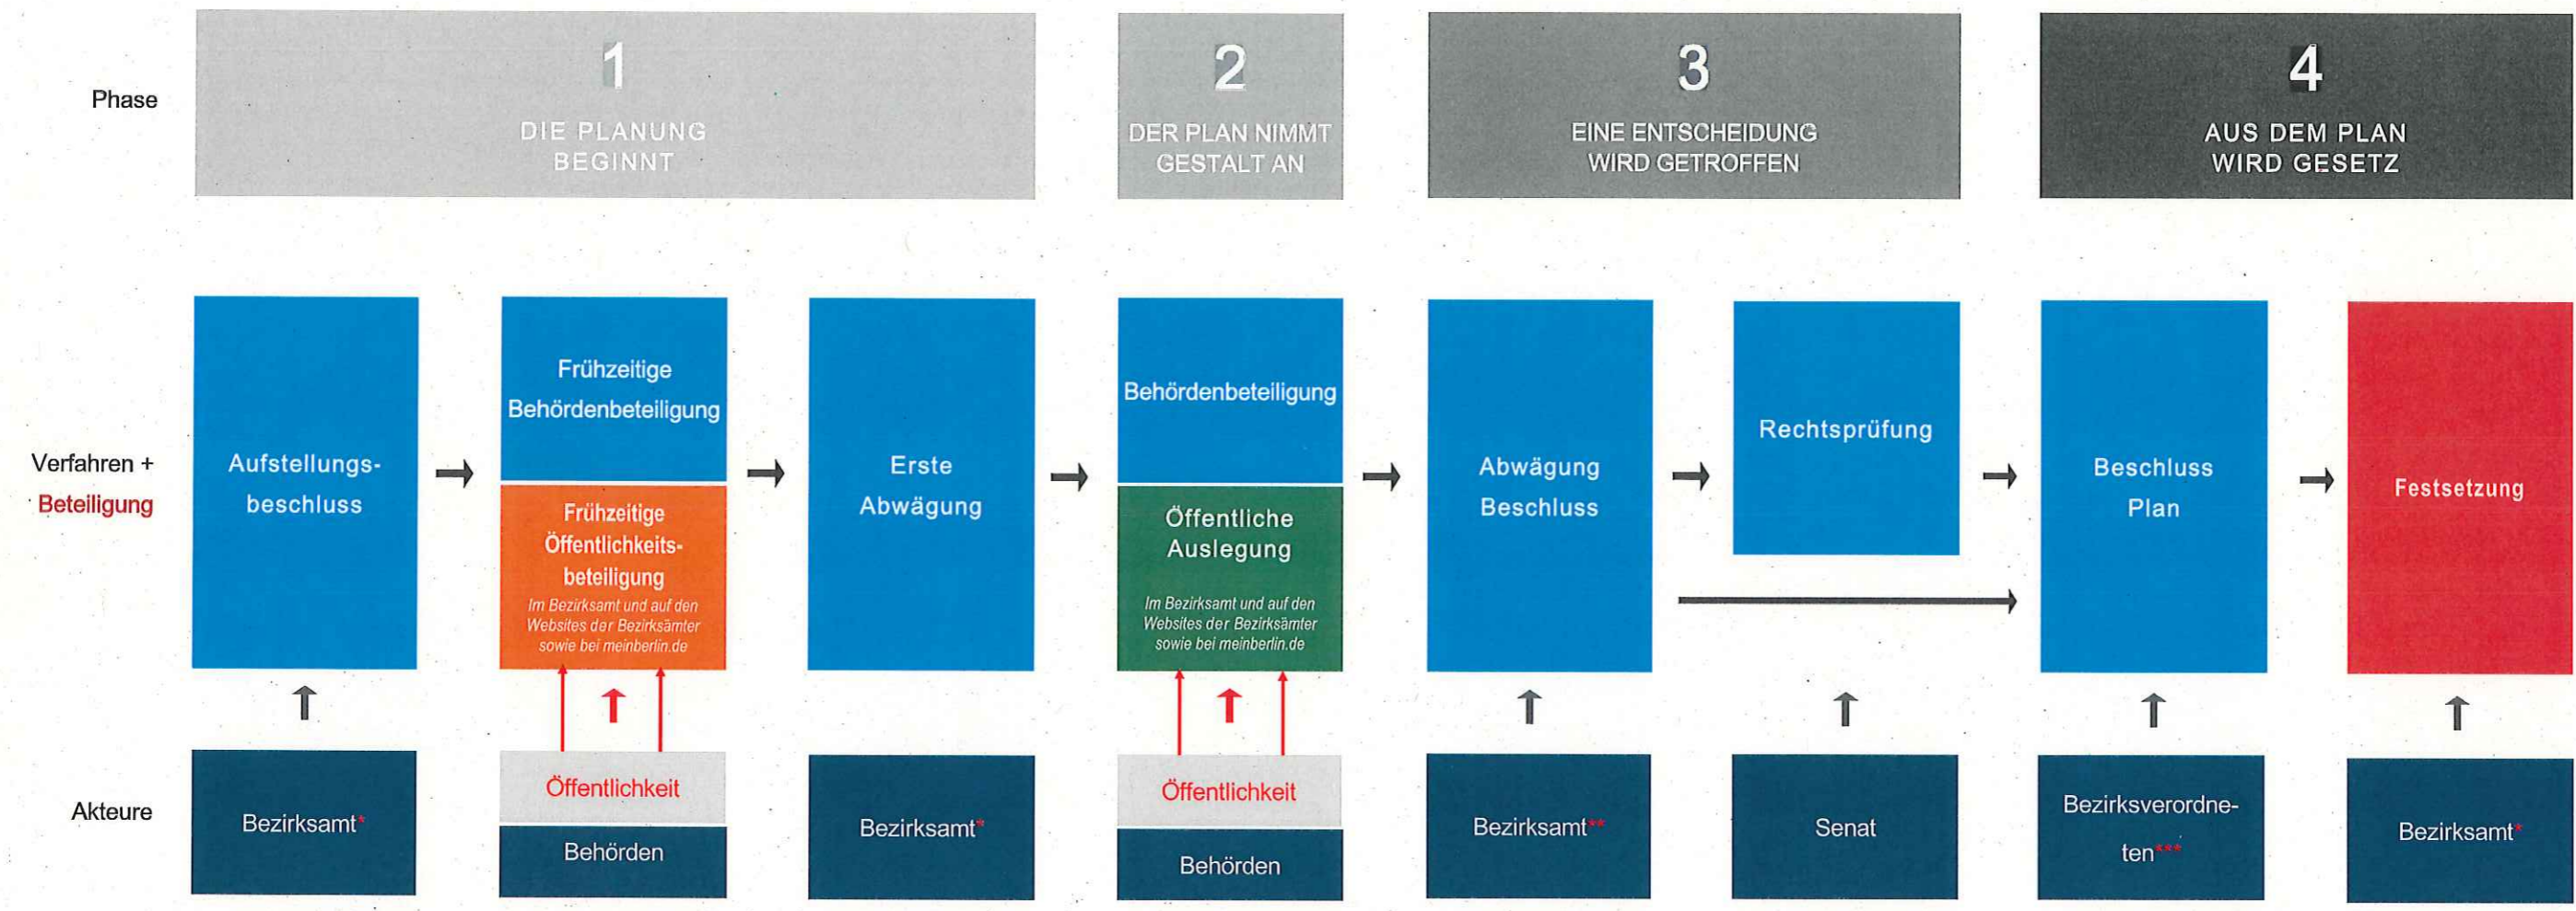 Phase
1
DIE PLANUNG
BEGINNT
2
DER PLAN NIMMT
GESTALT AN
3
EINE ENTSCHEIDUNG
WIRD GETROFFEN
4
AUS DEM PLAN
WIRD GESETZ
Verfahren +
Beteiligung
Aufstellungs-
beschluss
Frühzeitige
Behördenbeteiligung
Frühzeitige
Öffentlichkeits-
beteiligung
Im Bezirksamt und auf den
Websites der Bezirksämter
sowie bei meinberlin.de
Erste
Abwägung
Behördenbeteiligung
Öffentliche
Auslegung
Im Bezirksamt und auf den
Websites der Bezirksämter
sowie bei meinberlin.de
Abwägung
Beschluss
Rechtsprüfung
Beschluss
Plan
Festsetzung
Akteure
Bezirksamt*
Öffentlichkeit
Behörden
Bezirksamt*
Öffentlichkeit
Behörden
Bezirksamt**
Senat
Bezirksverordne-
ten***
Bezirksamt*